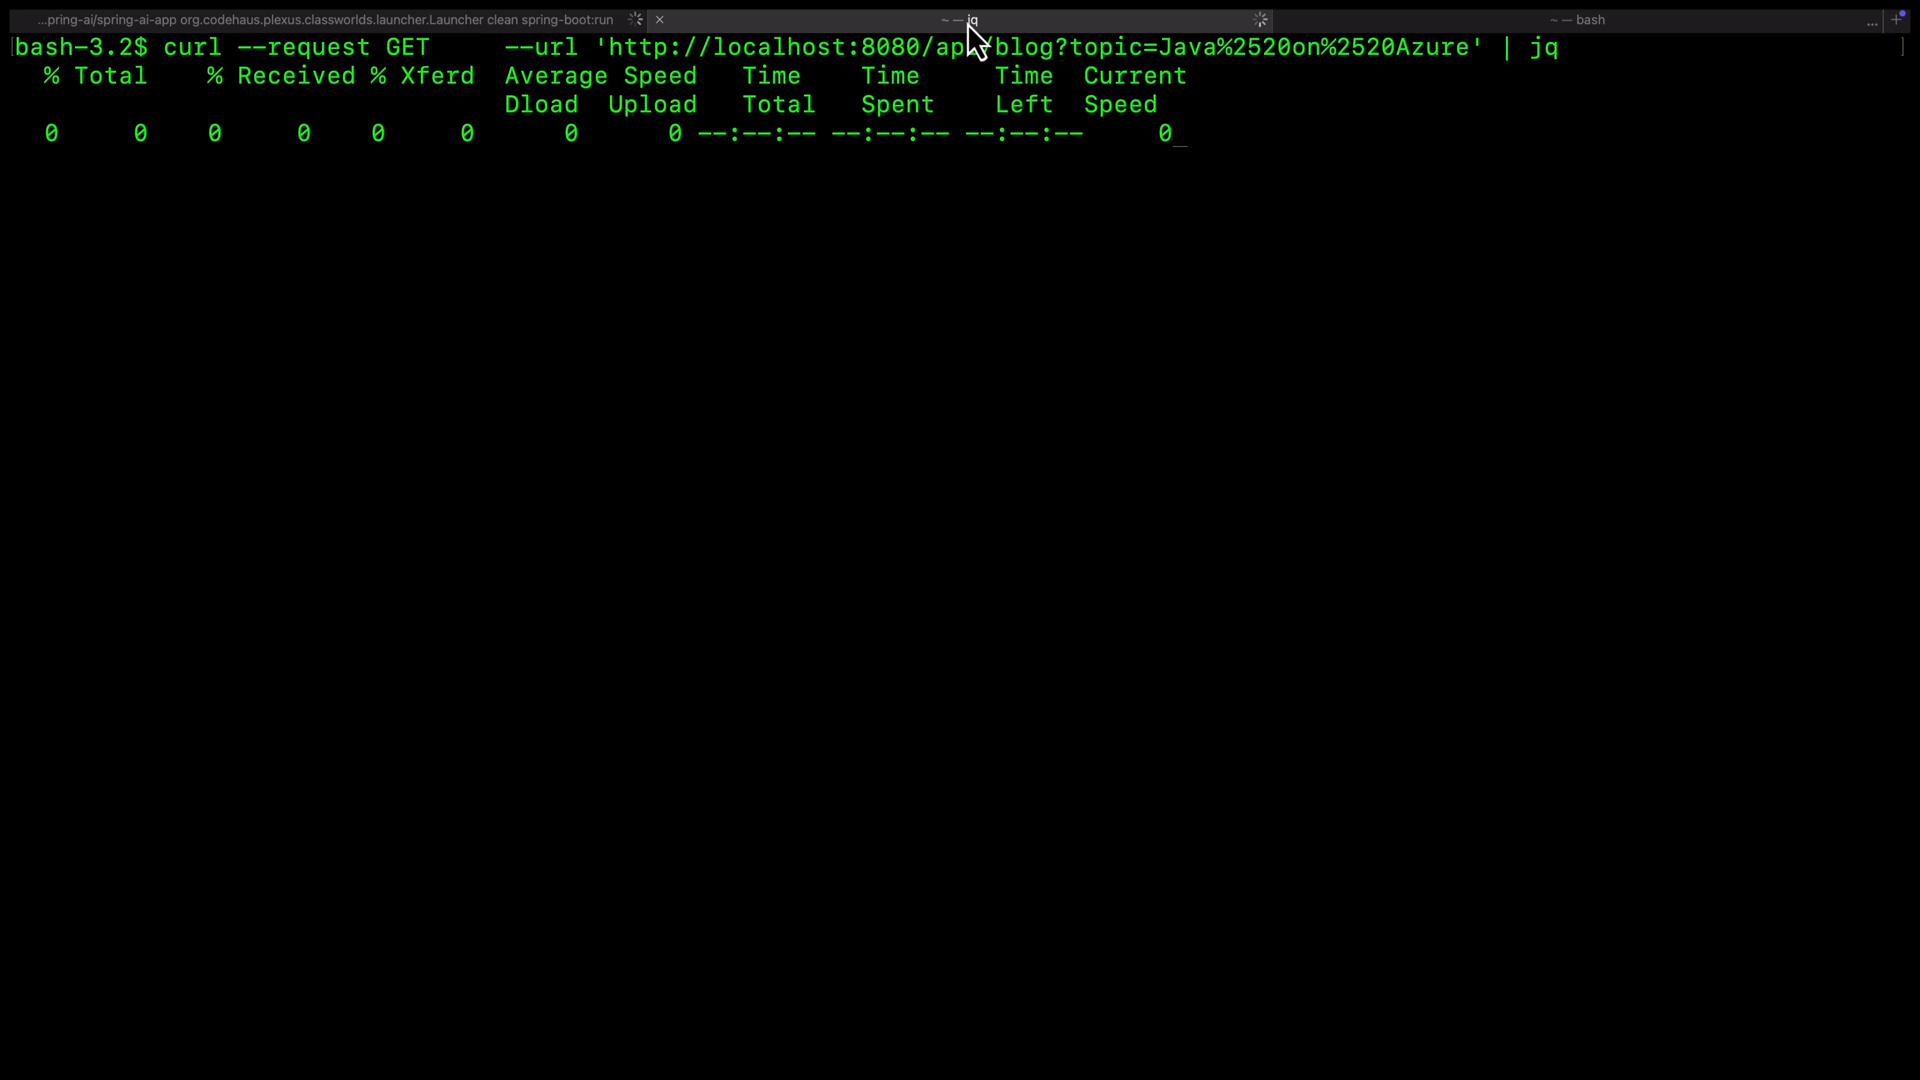 ...pring-ai/spring-ai-app org.codehaus.plexus.classworlds.launcher.Launcher clean spring-boot:run
~ — jq
~ — bash
bash-3.2$ curl --request GET     --url 'http://localhost:8080/ap /blog?topic=Java%2520on%2520Azure' | jq
  % Total    % Received % Xferd  Average Speed   Time    Time     Time  Current
                                 Dload  Upload   Total   Spent    Left  Speed
  0     0    0     0    0     0      0      0 --:--:-- --:--:-- --:--:--     0